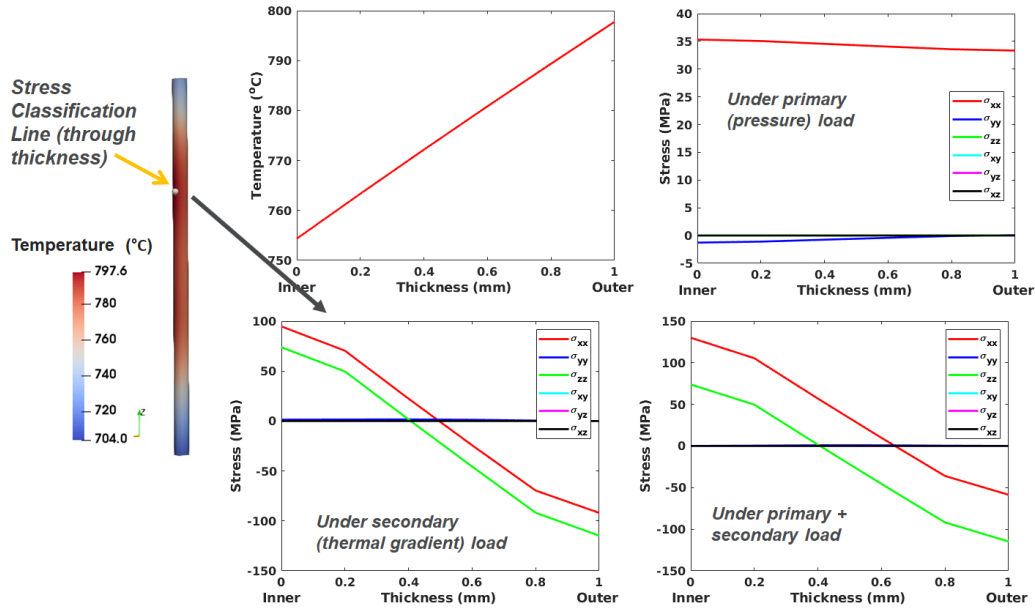 Stress
Classification
Line (through
thickness)
Temperature (°C)
797.6
780
760
740
720
704.0
z
800
790
780
770
760
750
Temperature (°C)
0
0.2
0.4
0.6
0.8
1
Inner
Thickness (mm)
Outer
40
35
30
25
20
15
10
5
0
-5
Stress (MPa)
Under primary
(pressure) load
σxx
σyy
σzz
σxy
σyz
σxz
0
0.2
0.4
0.6
0.8
1
Inner
Thickness (mm)
Outer
100
50
0
-50
-100
-150
Stress (MPa)
σxx
σyy
σzz
σxy
σyz
σxz
Under secondary
(thermal gradient) load
0
0.2
0.4
0.6
0.8
1
Inner
Thickness (mm)
Outer
150
100
50
0
-50
-100
-150
Stress (MPa)
σxx
σyy
σzz
σxy
σyz
σxz
Under primary +
secondary load
0
0.2
0.4
0.6
0.8
1
Inner
Thickness (mm)
Outer